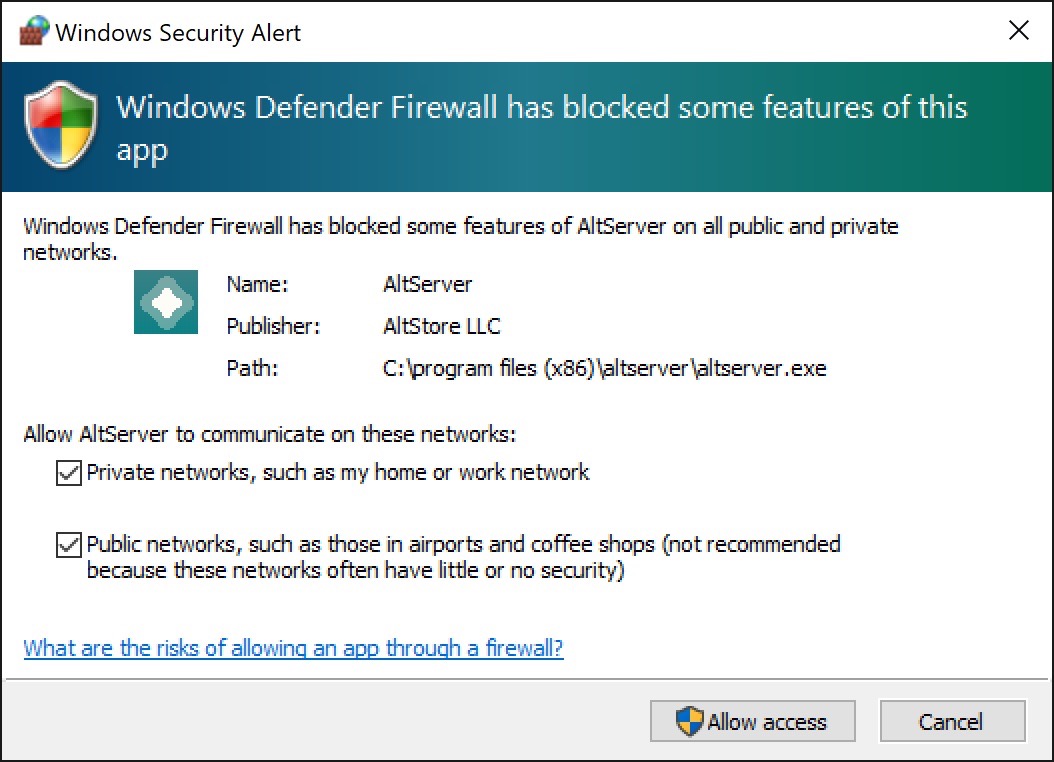 Windows Security Alert
Windows Defender Firewall has blocked some features of this
app
Windows Defender Firewall has blocked some features of AltServer on all public and private
networks.
Name: AltServer
Publisher: AltStore LLC
Path: C:\program files (x86)\altserver\altserver.exe
Allow AltServer to communicate on these networks:
Private networks, such as my home or work network
Public networks, such as those in airports and coffee shops (not recommended
because these networks often have little or no security)
What are the risks of allowing an app through a firewall?
Allow access Cancel